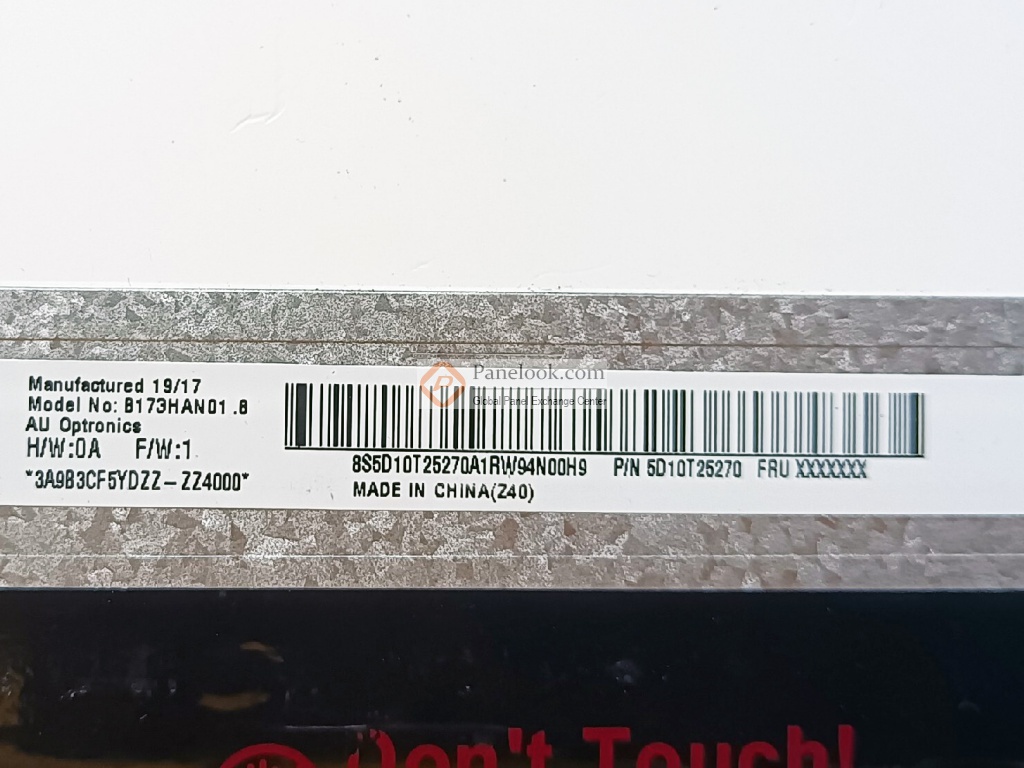 Panelook.com
Global Panel Exchange Center
Manufactured 19/17
Model No: B173HAN01 .8
AU Optronics
H/W:0A F/W:1
*3A9B3CF5YDZZ-ZZ4000*
8S5D10T25270A1RW94N00H9 P/N 5D10T25270 FRU XXXXXXX
MADE IN CHINA(Z40)
Don't Touch!